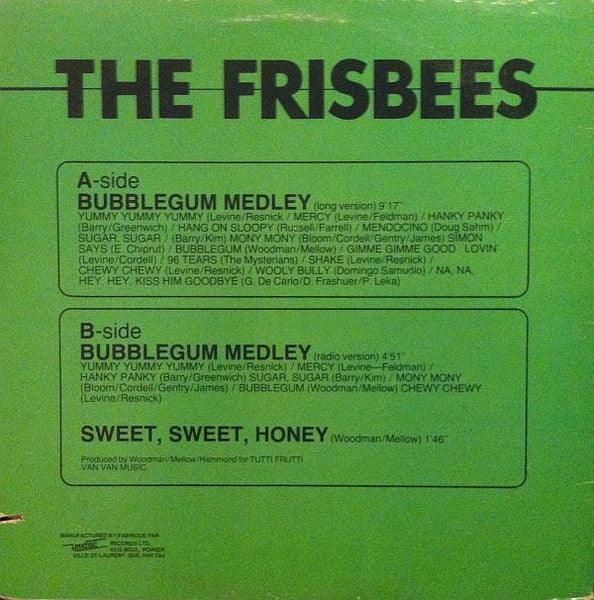 THE FRISBEES
A-side
BUBBLEGUM MEDLEY (long version) 9'17"
YUMMY YUMMY YUMMY (Levine/Resnick / MERCY (Levine/Feldman) / HANKY PANKY
(Barry/Greenwich) / HANG ON SLOOPY (Russell/Farrell) / MENDOCINO (Doug Sahm) /
SUGAR, SUGAR / (Barry/Kim) MONY MONY (Bloom/Cordell/Gentry/James) SIMON
SAYS (E. Chiprut) / BUBBLEGUM (Woodman/Mellow) / GIMME GIMME GOOD LOVIN'
(Levine/Cordell) / 96 TEARS (The Mysterians) / SHAKE (Levine/Resnick) /
CHEWY CHEWY (Levine/Resnick) / WOOLY BULLY (Domingo Samudio) / NA, NA,
HEY, HEY, KISS HIM GOODBYE (G. De Carlo/D. Frashuer/P. Leka)
B-side
BUBBLEGUM MEDLEY (radio version) 4'51"
YUMMY YUMMY YUMMY (Levine/Resnick) / MERCY (Levine—Feldman) /
HANKY PANKY (Barry/Greenwich) SUGAR, SUGAR (Barry/Kim) / MONY MONY
(Bloom/Cordell/Gentry/James) / BUBBLEGUM (Woodman/Mellow) CHEWY CHEWY
(Levine/Resnick)
SWEET, SWEET, HONEY (Woodman/Mellow) 1'46"
Produced by Woodman/Mellow/Hammond for TUTTI FRUTTI
VAN VAN MUSIC
MANUFACTURED BY/FABRIQUE PAR
RECORDS LTD.
BOUL. POIRIER
VILLE ST-LAURENT, QUE.